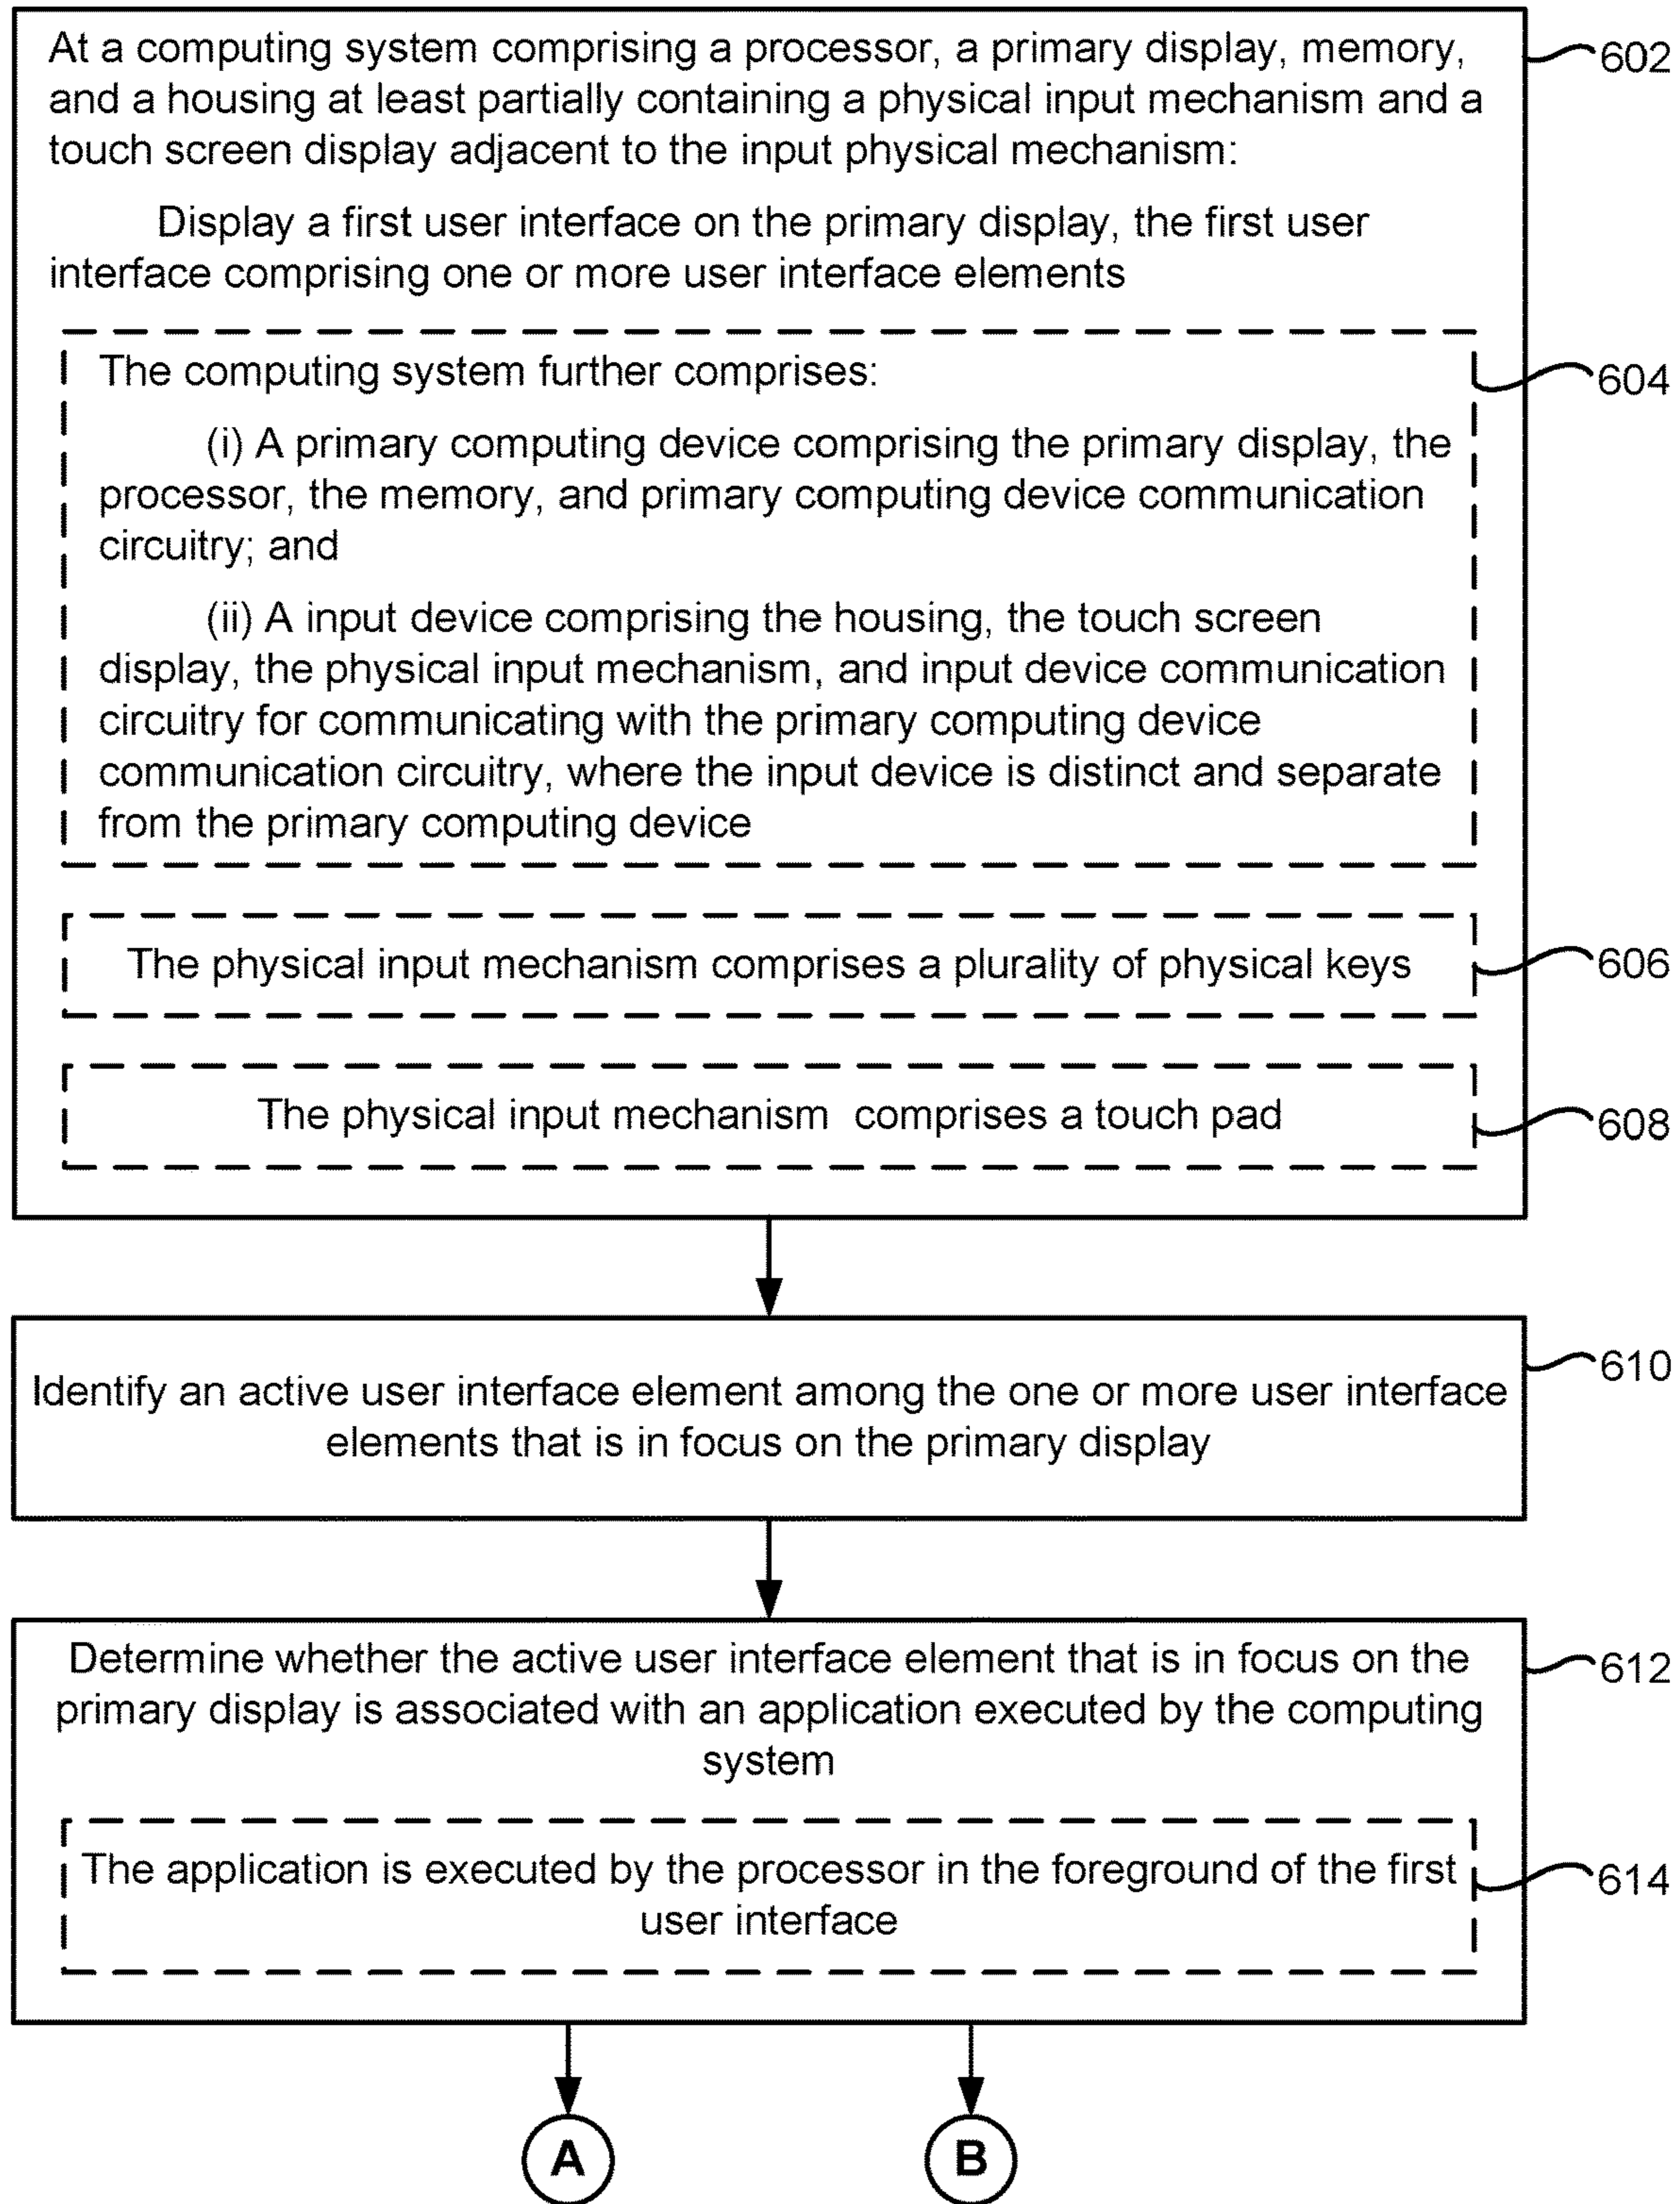 At a computing system comprising a processor, a primary display, memory,
and a housing at least partially containing a physical input mechanism and a
touch screen display adjacent to the input physical mechanism:
Display a first user interface on the primary display, the first user
interface comprising one or more user interface elements
602
The computing system further comprises:
(i) A primary computing device comprising the primary display, the
processor, the memory, and primary computing device communication
circuitry; and
(ii) A input device comprising the housing, the touch screen
display, the physical input mechanism, and input device communication
circuitry for communicating with the primary computing device
communication circuitry, where the input device is distinct and separate
from the primary computing device
604
The physical input mechanism comprises a plurality of physical keys
606
The physical input mechanism  comprises a touch pad
608
Identify an active user interface element among the one or more user interface
elements that is in focus on the primary display
610
Determine whether the active user interface element that is in focus on the
primary display is associated with an application executed by the computing
system
612
The application is executed by the processor in the foreground of the first
user interface
614
A
B